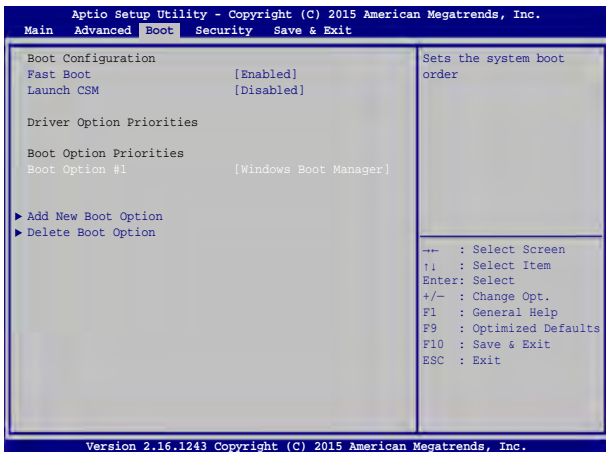 Aptio Setup Utility - Copyright (C) 2015 American Megatrends, Inc.
Main Advanced Boot Security Save & Exit
Boot Configuration
Fast Boot [Enabled]
Launch CSM [Disabled]
Driver Option Priorities
Boot Option Priorities
Boot Option #1 [Windows Boot Manager]
▶ Add New Boot Option
▶ Delete Boot Option
Sets the system boot
order
→← : Select Screen
↑↓ : Select Item
Enter: Select
+/— : Change Opt.
F1 : General Help
F9 : Optimized Defaults
F10 : Save & Exit
ESC : Exit
Version 2.16.1243 Copyright (C) 2015 American Megatrends, Inc.